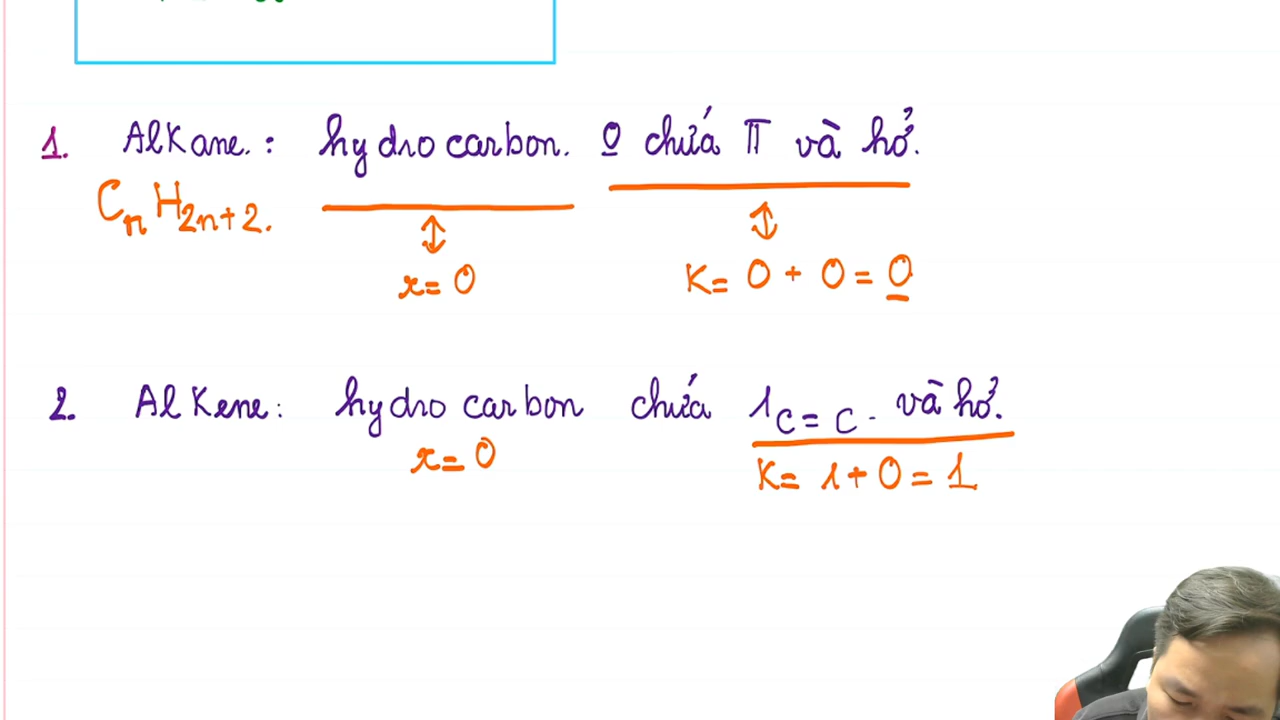 1. Alkane. : hydrocarbon. 0 chứa π và hở.
CnH2n+2.
↕ ↕
x = 0 K = 0 + 0 = 0
2. Alkene: hydrocarbon chứa 1 C = C. và hở.
x = 0 K = 1 + 0 = 1